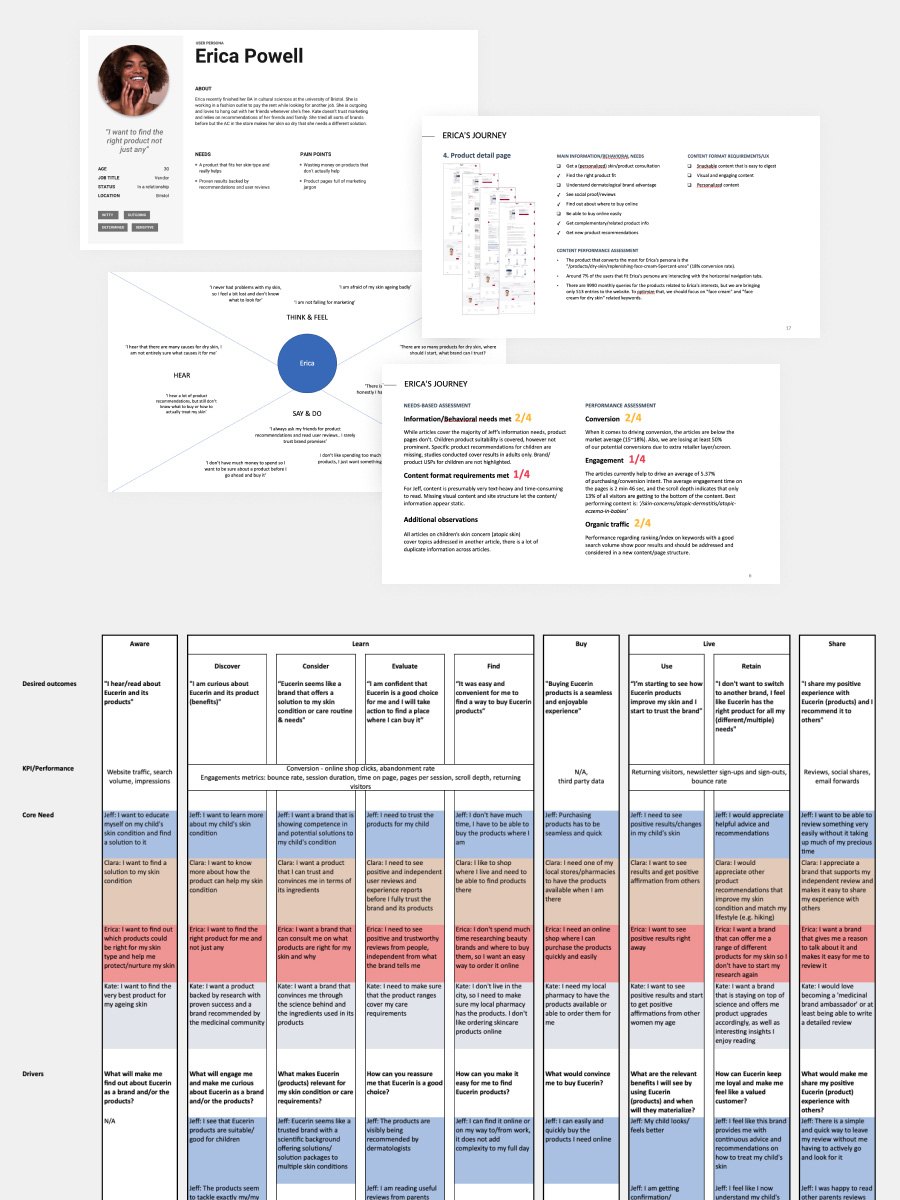 USER PERSONA
Erica Powell
"I want to find the
right product not
just any"
AGE 30
JOB TITLE Vendor
STATUS In a relationship
LOCATION Bristol
WITTY OUTGOING
DETERMINED SENSITIVE
ABOUT
Erica recently finished her BA in cultural sciences at the university of Bristol. She is
working in a fashion outlet to pay the rent while looking for another job. She is outgoing
and loves to hang out with her friends whenever she's free. Kate doesn't trust marketing
and relies on recommendations of her friends and family. She tried all sorts of brands
before but the AC in the store makes her skin so dry that she needs a different solution.
NEEDS
• A product that fits her skin type and
really helps
• Proven results backed by
recommendations and user reviews
PAIN POINTS
• Wasting money on products that
don't actually help
• Product pages full of marketing
jargon
ERICA'S JOURNEY
4. Product detail page
MAIN INFORMATION/BEHAVIORAL NEEDS
Get a (personalized) skin/product consultation
✓ Find the right product fit
Understand dermatological brand advantage
✓ See social proof/reviews
✓ Find out about where to buy online
Be able to buy online easily
✓ Get complementary/related product info
✓ Get new product recommendations
CONTENT FORMAT REQUIREMENTS/UX
Snackable content that is easy to digest
Visual and engaging content
Personalized content
CONTENT PERFORMANCE ASSESSMENT
• The product that converts the most for Erica's persona is the
"/products/dry-skin/replenishing-face-cream-5percent-urea" (18% conversion rate).
• Around 7% of the users that fit Erica's persona are interacting with the horizontal navigation tabs.
• There are 9990 monthly queries for the products related to Erica's interests, but we are bringing
only 513 entries to the website. To optimize that, we should focus on "face cream" and "face
cream for dry skin" related keywords.
17
'I never had problems with my skin,
so i feel a bit lost and don't know
what to look for'
'I am afraid of my skin ageing badly'
'I am not falling for marketing'
THINK & FEEL
'I hear that there are many causes for dry skin, I
am not entirely sure what causes it for me'
'There are so many products for dry skin, where
should I start, what brand can I trust?
HEAR
Erica
'I hear a lot of product
recommendations, but still don't
know what to buy or how to
actually treat my skin'
'There is
honestly I ha
SAY & DO
'I always ask my friends for product
recommendations and read user reviews, . I rarely
trust brand promises'
'I don't have much money to spend so I
want to be sure about a product before I
go ahead and buy it'
'I don't like spending too much
products, I just want something
ERICA'S JOURNEY
NEEDS-BASED ASSESSMENT
Information/Behavioral needs met 2/4
While articles cover the majority of Jeff's information needs, product
pages don't. Children product suitability is covered, however not
prominent. Specific product recommendations for children are
missing, studies conducted cover results in adults only. Brand/
product USPs for children are not highlighted.
Content format requirements met 1/4
For Jeff, content is presumably very text-heavy and time-consuming
to read. Missing visual content and site structure let the content/
information appear static.
Additional observations
All articles on children's skin concern (atopic skin)
cover topics addressed in another article, there is a lot of
duplicate information across articles.
PERFORMANCE ASSESSMENT
Conversion 2/4
When it comes to driving conversion, the articles are below the
market average (15~18%). Also, we are losing at least 50%
of our potential conversions due to extra retailer layer/screen.
Engagement 1/4
The articles currently help to drive an average of 5.37%
of purchasing/conversion intent. The average engagement time on
the pages is 2 min 46 sec, and the scroll depth indicates that only
13% of all visitors are getting to the bottom of the content. Best
performing content is: '/skin-concerns/atopic-dermatitis/atopic-
eczema-in-babies'
Organic traffic 2/4
Performance regarding ranking/index on keywords with a good
search volume show poor results and should be addressed and
considered in a new content/page structure.
Aware
Learn
Buy
Live
Share
Discover
Consider
Evaluate
Find
Use
Retain
Desired outcomes
"I hear/read about
Eucerin and its
products"
"I am curious about
Eucerin and its product
(benefits)"
"Eucerin seems like a
brand that offers a
solution to my skin
condition or care routine
& needs"
"I am confident that
Eucerin is a good choice
for me and I will take
action to find a place
where I can buy it"
"It was easy and
convenient for me to
find a way to buy Eucerin
products"
"Buying Eucerin
products is a seamless
and enjoyable
experience"
"I'm starting to see how
Eucerin products
improve my skin and I
start to trust the brand"
"I don't want to switch
to another brand, I feel
like Eucerin has the
right product for all my
(different/multiple)
needs"
"I share my positive
experience with
Eucerin (products) and I
recommend it to
others"
KPI/Performance
Website traffic, search
volume, impressions
Conversion - online shop clicks, abandonment rate
Engagements metrics: bounce rate, session duration, time on page, pages per session, scroll depth, returning
visitors
N/A,
third party data
Returning visitors, newsletter sign-ups and sign-outs,
bounce rate
Reviews, social shares,
email forwards
Core Need
Jeff: I want to educate
myself on my child's
skin condition and find
a solution to it
Jeff: I want to learn more
about my child's skin
condition
Jeff: I want a brand that is
showing competence in
and potential solutions to
my child's condition
Jeff: I need to trust the
products for my child
Jeff: I don't have much
time, I have to be able to
buy the products where I
am
Jeff: Purchasing
products has to be
seamless and quick
Jeff: I need to see
positive results/changes
in my child's skin
Jeff: I would appreciate
helpful advice and
recommendations
Jeff: I want to be able to
review something very
easily without it taking
up much of my precious
time
Clara: I want to find a
solution to my skin
condition
Clara: I want to know
more about how the
product can help my skin
condition
Clara: I want a product
that I can trust and
convinces me in terms of
its ingredients
Clara: I need to see
positive and independent
user reviews and
experience reports
before I fully trust the
brand and its products
Clara: I like to shop
where I live and need to
be able to find products
there
Clara: I need one of my
local stores/pharmacies
to have the products
available when I am
there
Clara: I want to see
results and get positive
affirmation from others
Clara: I would
appreciate other
product
recommendations that
improve my skin
condition and match my
lifestyle (e.g. hiking)
Clara: I appreciate a
brand that supports my
independent review and
makes it easy to share
my experience with
others
Erica: I want to find out
which products could
be right for my skin
type and help me
protect/nurture my skin
Erica: I want to find the
right product for me and
not just any
Erica: I want a brand that
can consult me on what
products are right for my
skin and why
Erica: I need to see
positive and trustworthy
reviews from people,
independent from what
the brand tells me
Erica: I don't spend much
time researching beauty
brands and where to buy
them, so I want an easy
way to order it online
Erica: I need an online
shop where I can
purchase the products
quickly and easily
Erica: I want to see
positive results right
away
Erica: I want a brand
that can offer me a
range of different
products for my skin so I
don't have to start my
research again
Erica: I want a brand
that gives me a reason
to talk about it and
makes it easy for me to
review it
Kate: I want to find the
very best product for
my ageing skin
Kate: I want a product
backed by research with
proven success and a
brand recommended by
the medicinal community
Kate: I want a brand that
convinces me through
the science behind and
the ingredients used in its
products
Kate: I need to make sure
that the product ranges
cover my care
requirements
Kate: I don't live in the
city, so I need to make
sure my local pharmacy
has the products. I don't
like ordering skincare
products online
Kate: I need my local
pharmacy to have the
products available or
able to order them for
me
Kate: I want to see
positive results and start
to get positive
affirmations from other
women my age
Kate: I want a brand
that is staying on top of
science and offers me
product upgrades
accordingly, as well as
interesting insights I
enjoy reading
Kate: I would love
becoming a 'medicinal
brand ambassador' or at
least being able to write
a detailed review
Drivers
What will make me
find out about Eucerin
as a brand and/or the
products?
What will engage me
and make me curious
about Eucerin as a brand
and/or the products?
What makes Eucerin
(products) relevant for
my skin condition or care
requirements?
How can you reassure
me that Eucerin is a good
choice?
How can you make it
easy for me to find
Eucerin products?
What would convince
me to buy Eucerin?
What are the relevant
benefits I will see by
using Eucerin
(products) and when
will they materialize?
How can Eucerin keep
me loyal and make me
feel like a valued
customer?
What would make me
share my positive
Eucerin (product)
experience with
others?
N/A
Jeff: I see that Eucerin
products are suitable/
good for children
Jeff: Eucerin seems like a
trusted brand with a
scientific background
offering solutions/
solution packages to
multiple skin conditions
Jeff: The products are
visibly being
recommended by
dermatologists
Jeff: I can find it online or
on my way to/from work,
it does not add
complexity to my full day
Jeff: I can easily and
quickly buy the
products I need online
Jeff: My child looks/
feels better
Jeff: I feel like this brand
provides me with
continuous advice and
recommendations
on how to treat my child's
skin
Jeff: There is a simple
and quick way to leave
my review without me
having to actively go
and look for it
Jeff: The products seem
to tackle exactly my/my
Jeff: I am reading useful
reviews from parents
Jeff: I am getting
confirmation/
Jeff: I feel like I now
understand my child's
Jeff: I was happy to read
other parents reviews